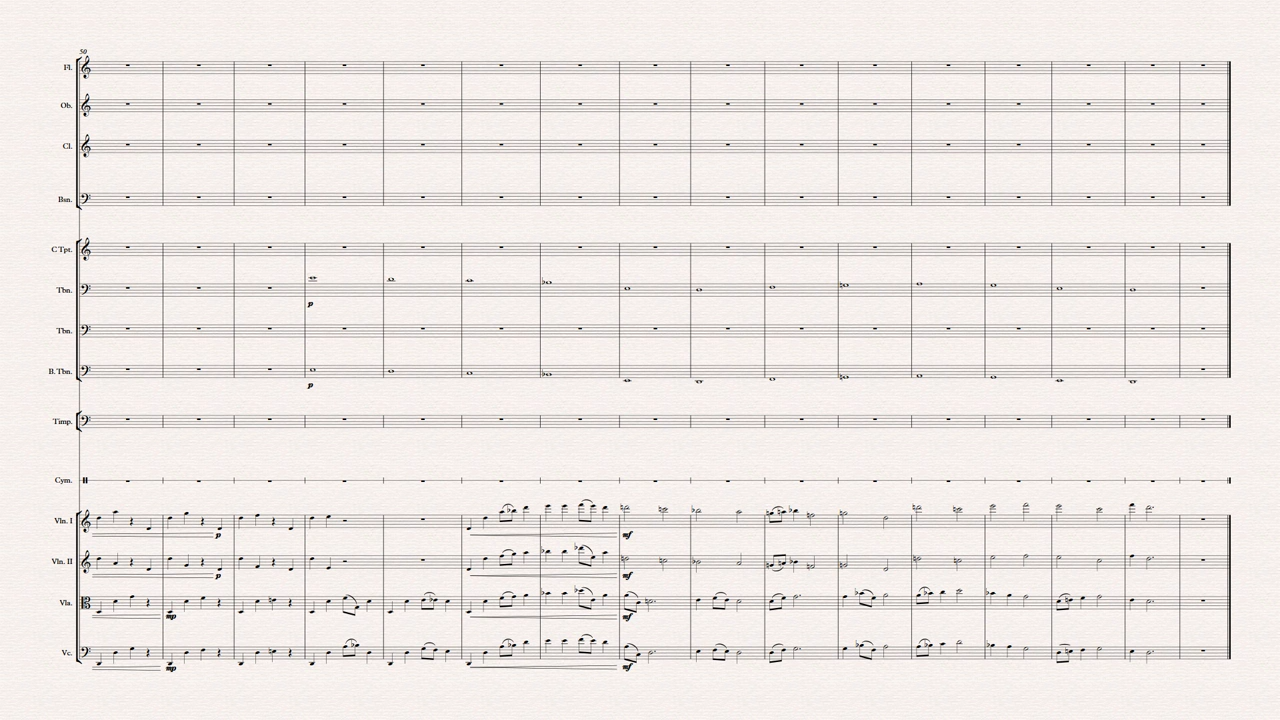 50
Fl.
Ob.
Cl.
Bsn.
C Tpt.
Tbn.
p
Tbn.
B. Tbn.
p
Timp.
Cym.
Vln. I
p
mf
Vln. II
p
mf
Vla.
mp
mf
Vc.
mp
mf